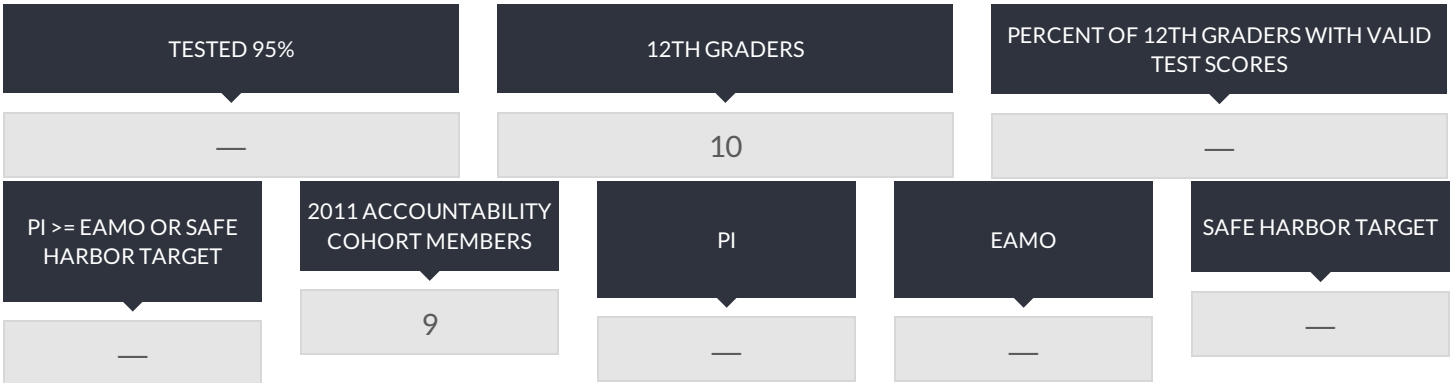 TESTED 95%
12TH GRADERS
PERCENT OF 12TH GRADERS WITH VALID
TEST SCORES
—
10
—
PI >= EAMO OR SAFE
HARBOR TARGET
2011 ACCOUNTABILITY
COHORT MEMBERS
PI
EAMO
SAFE HARBOR TARGET
—
9
—
—
—